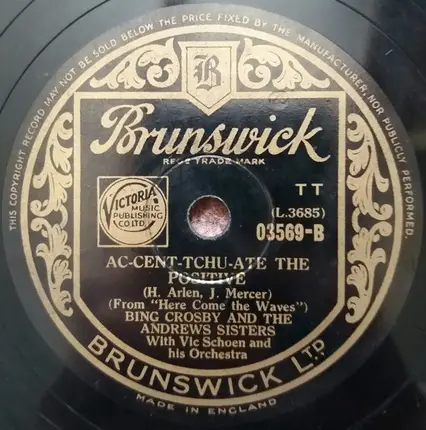 THIS COPYRIGHT RECORD MAY NOT BE SOLD BELOW THE PRICE FIXED BY THE MANUFACTURER, NOR PUBLICLY PERFORMED.
B
Brunswick
REGD TRADE MARK
VICTORIA
MUSIC
PUBLISHING
CO LTD
TT
(L.3685)
03569-B
AC-CENT-TCHU-ATE THE
POSITIVE
(H. Arlen, J. Mercer)
(From "Here Come the Waves")
BING CROSBY AND THE
ANDREWS SISTERS
With Vic Schoen and
his Orchestra
BRUNSWICK LTD
MADE IN ENGLAND